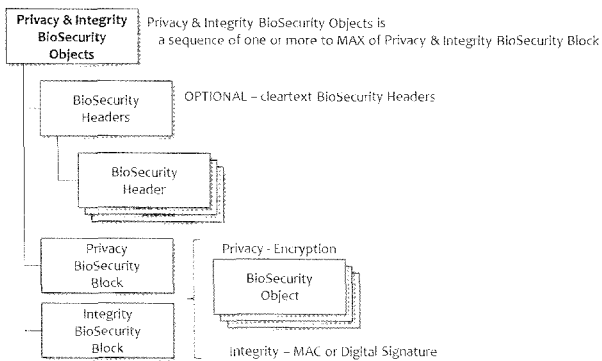 Privacy & Integrity
BioSecurity
Objects
Privacy & Integrity BioSecurity Objects is
a sequence of one or more to MAX of Privacy & Integrity BioSecurity Block
BioSecurity
Headers
OPTIONAL – cleartext BioSecurity Headers
BioSecurity
Header
Privacy
BioSecurity
Block
Privacy - Encryption
BioSecurity
Object
Integrity
BioSecurity
Block
Integrity – MAC or Digital Signature